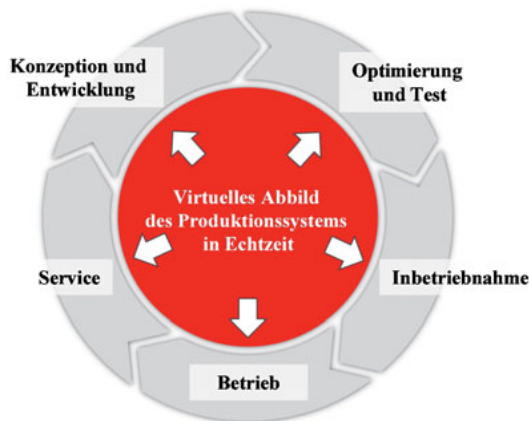 Konzeption und
Entwicklung
Optimierung
und Test
Virtuelles Abbild
des Produktionssystems
in Echtzeit
Service
Inbetriebnahme
Betrieb